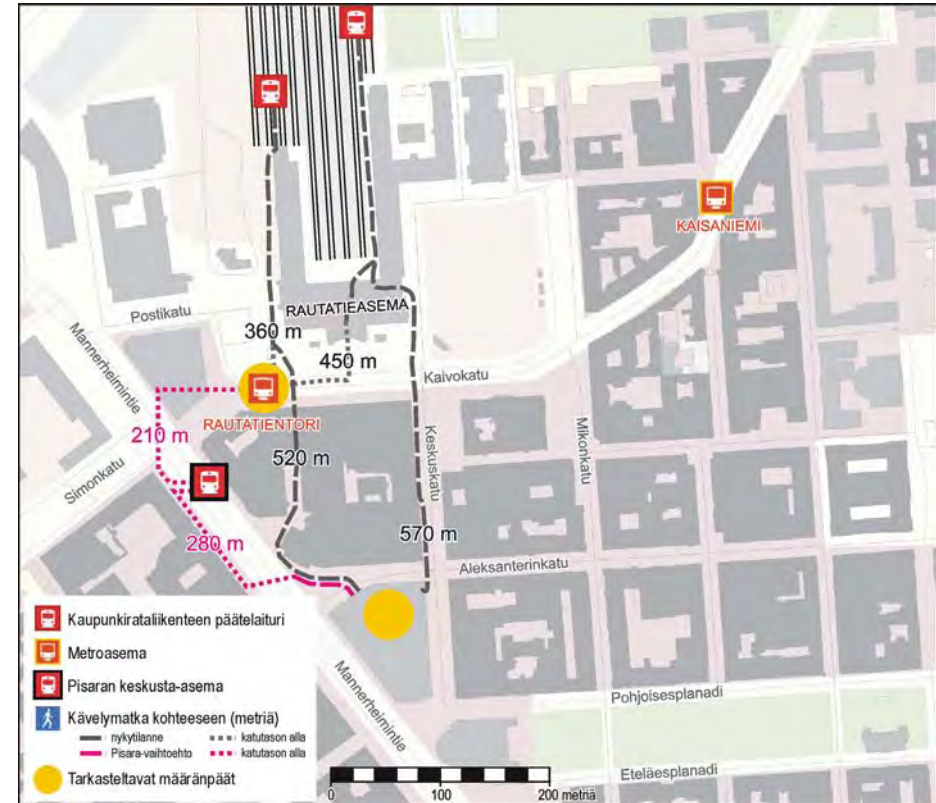 KAISANIEMI
RAUTATIEASEMA
Postikatu
360 m
450 m
Mannerheimintie
Kaivokatu
RAUTATIENTORI
210 m
Simonkatu
520 m
Keskuskatu
Mikonkatu
280 m
570 m
Aleksanterinkatu
Kaupunkirataliikenteen päätelaituri
Metroasema
Pisaran keskusta-asema
Kävelymatka kohteeseen (metriä)
nykytilanne
katutason alla
Pisara-vaihtoehto
katutason alla
Tarkasteltavat määränpäät
Mannerheimintie
Pohjoisesplanadi
Eteläesplanadi
0 100 200 metriä